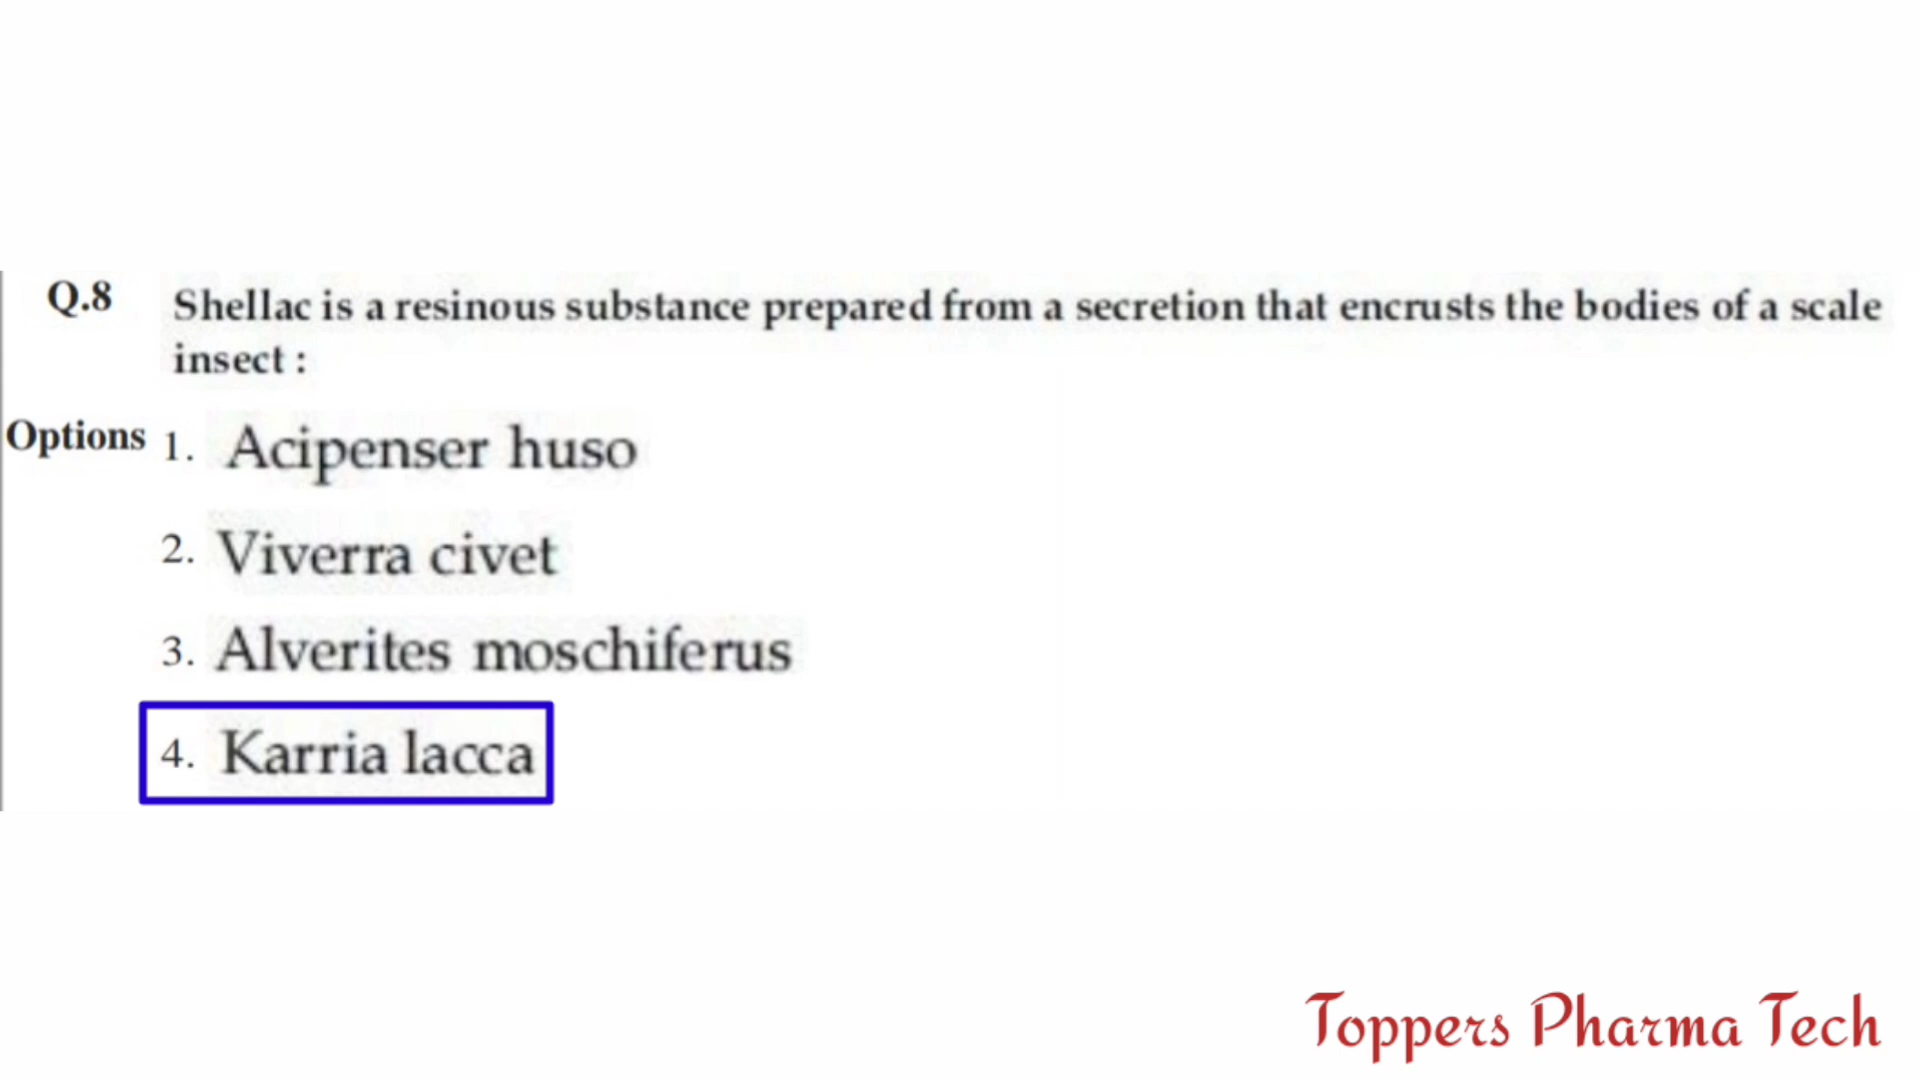 Q.8 Shellac is a resinous substance prepared from a secretion that encrusts the bodies of a scale
insect :
Options 1. Acipenser huso
2. Viverra civet
3. Alverites moschiferus
4. Karria lacca
Toppers Pharma Tech